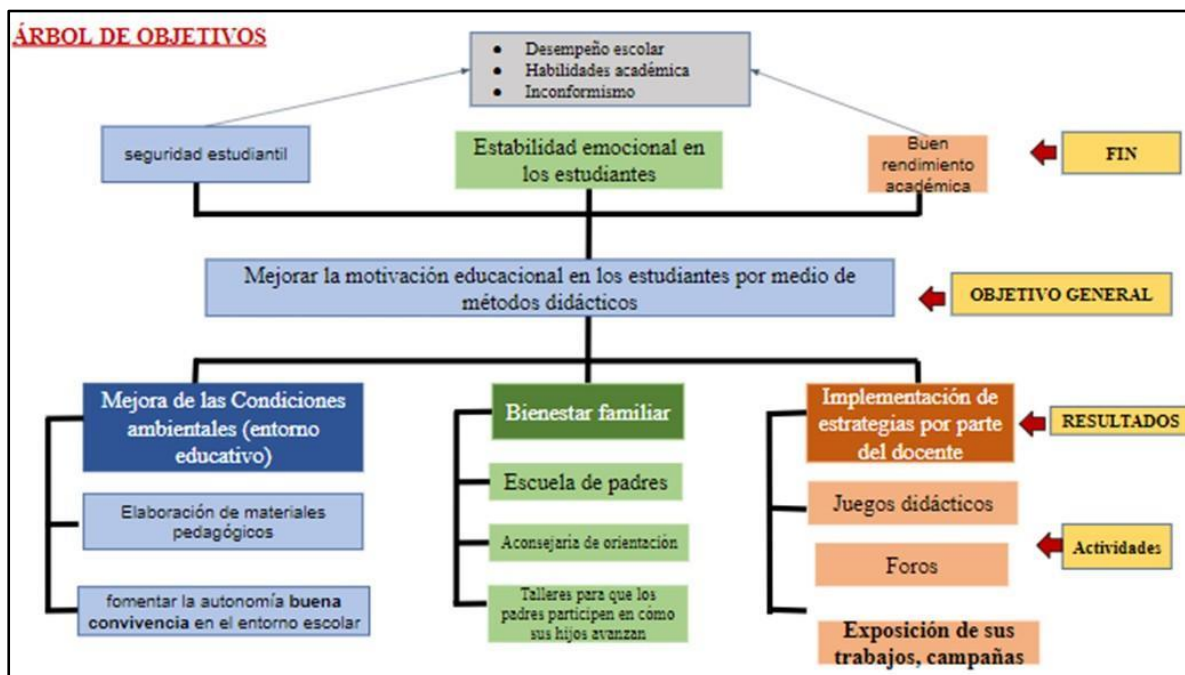 ÁRBOL DE OBJETIVOS
● Desempeño escolar
● Habilidades académica
● Inconformismo
seguridad estudiantil
Estabilidad emocional en
los estudiantes
Buen
rendimiento
académica
FIN
Mejorar la motivación educacional en los estudiantes por medio de
métodos didácticos
OBJETIVO GENERAL
Mejora de las Condiciones
ambientales (entorno
educativo)
Bienestar familiar
Implementación de
estrategias por parte
del docente
RESULTADOS
Elaboración de materiales
pedagógicos
Escuela de padres
Juegos didácticos
Aconsejaria de orientación
Foros
Actividades
fomentar la autonomía buena
convivencia en el entorno escolar
Talleres para que los
padres participen en cómo
sus hijos avanzan
Exposición de sus
trabajos, campañas